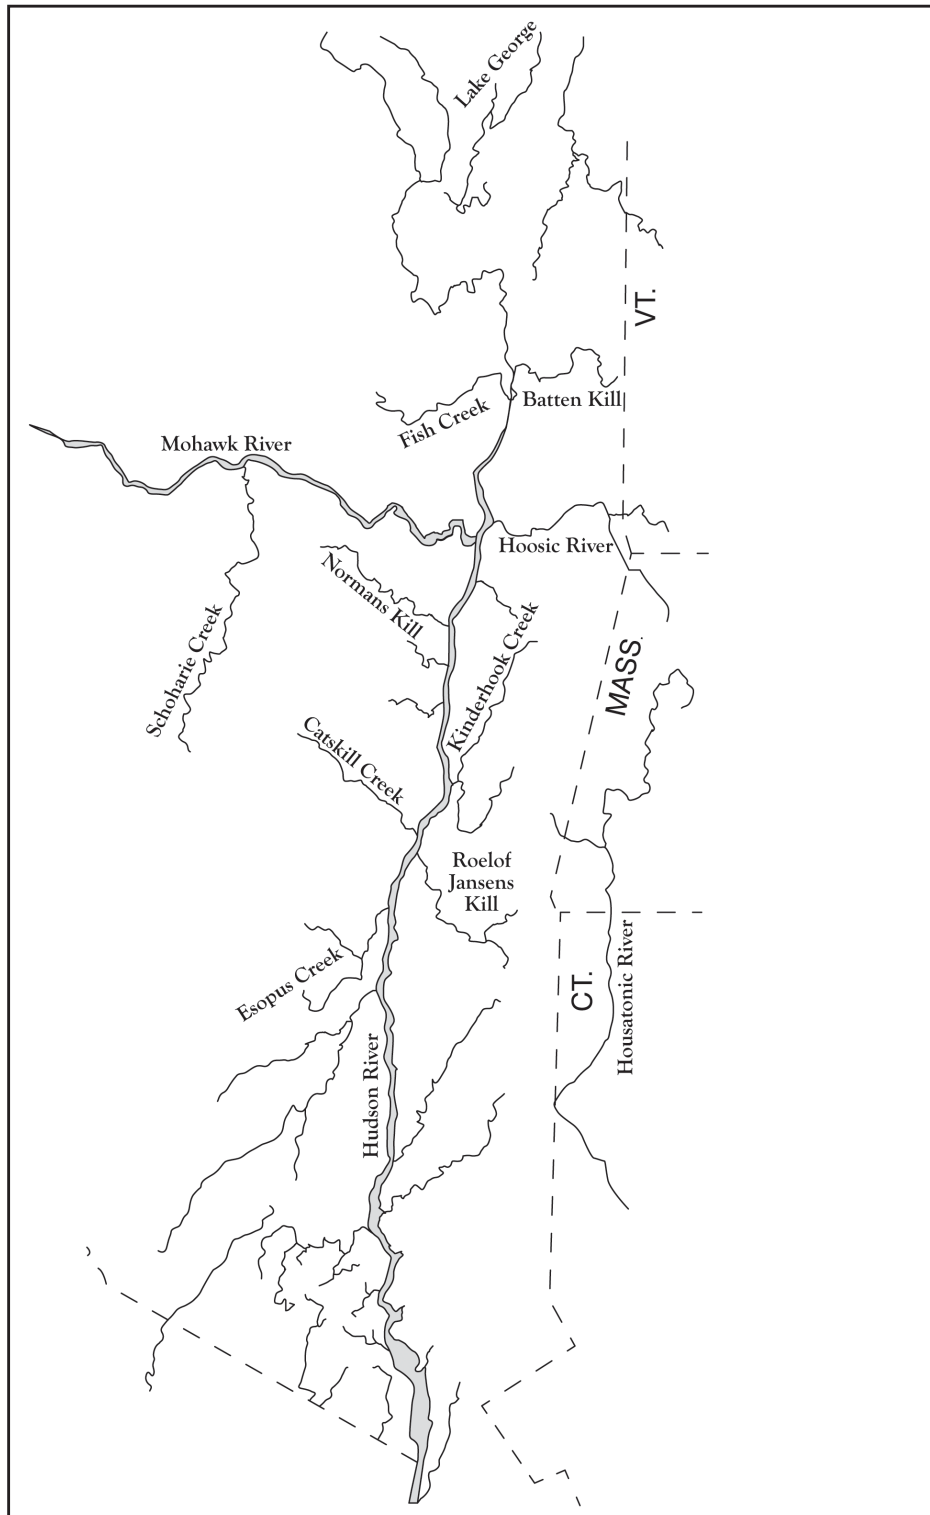 Lake George
VT.
Batten Kill
Fish Creek
Mohawk River
Hoosic River
Normans Kill
Schoharie Creek
Kinderhook Creek
MASS.
Catskill Creek
Roelof
Jansens
Kill
Esopus Creek
CT.
Housatonic River
Hudson River